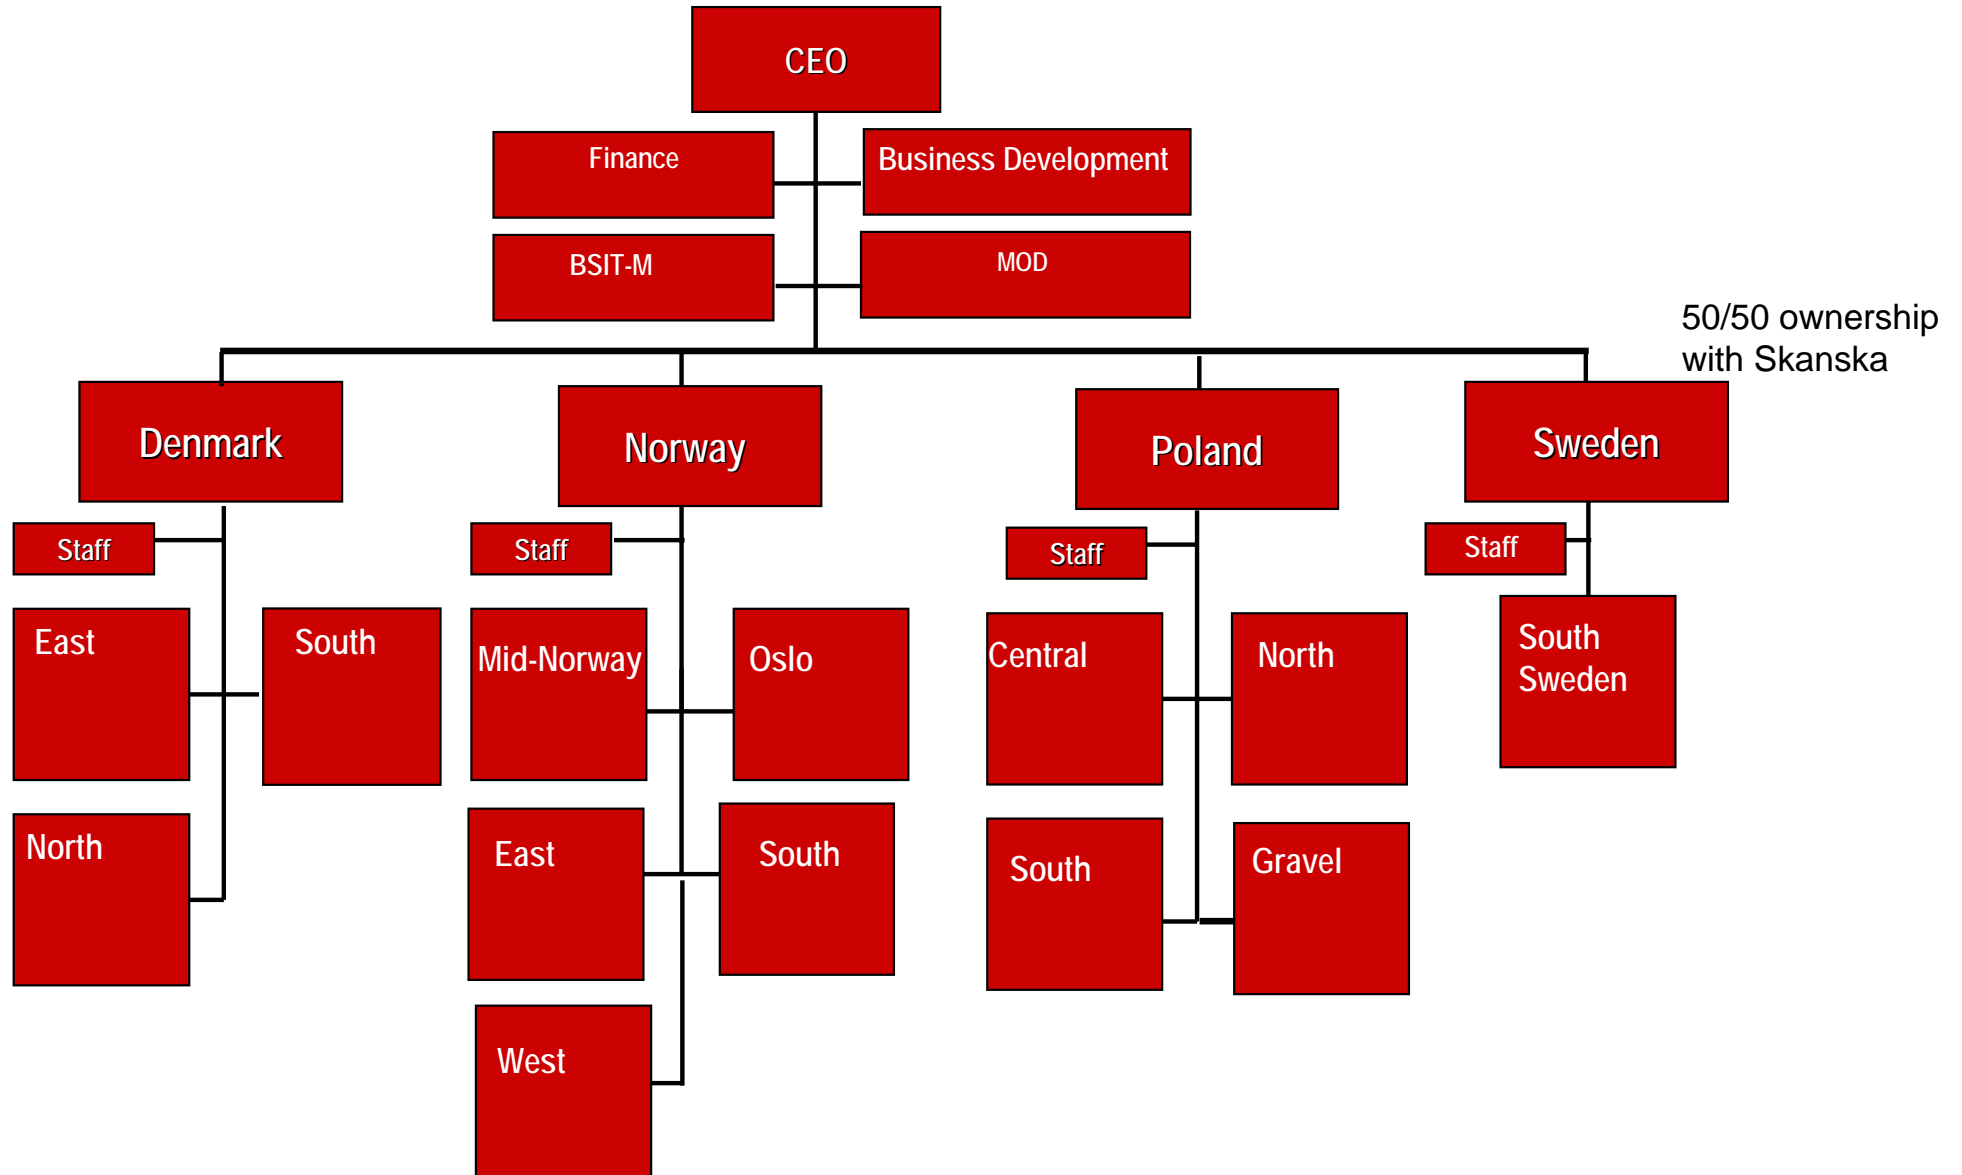 CEO
Finance
Business Development
BSIT-M
MOD
50/50 ownership
with Skanska
Denmark
Norway
Poland
Sweden
Staff
Staff
Staff
Staff
East
South
Mid-Norway
Oslo
Central
North
South
Sweden
North
East
South
South
Gravel
West